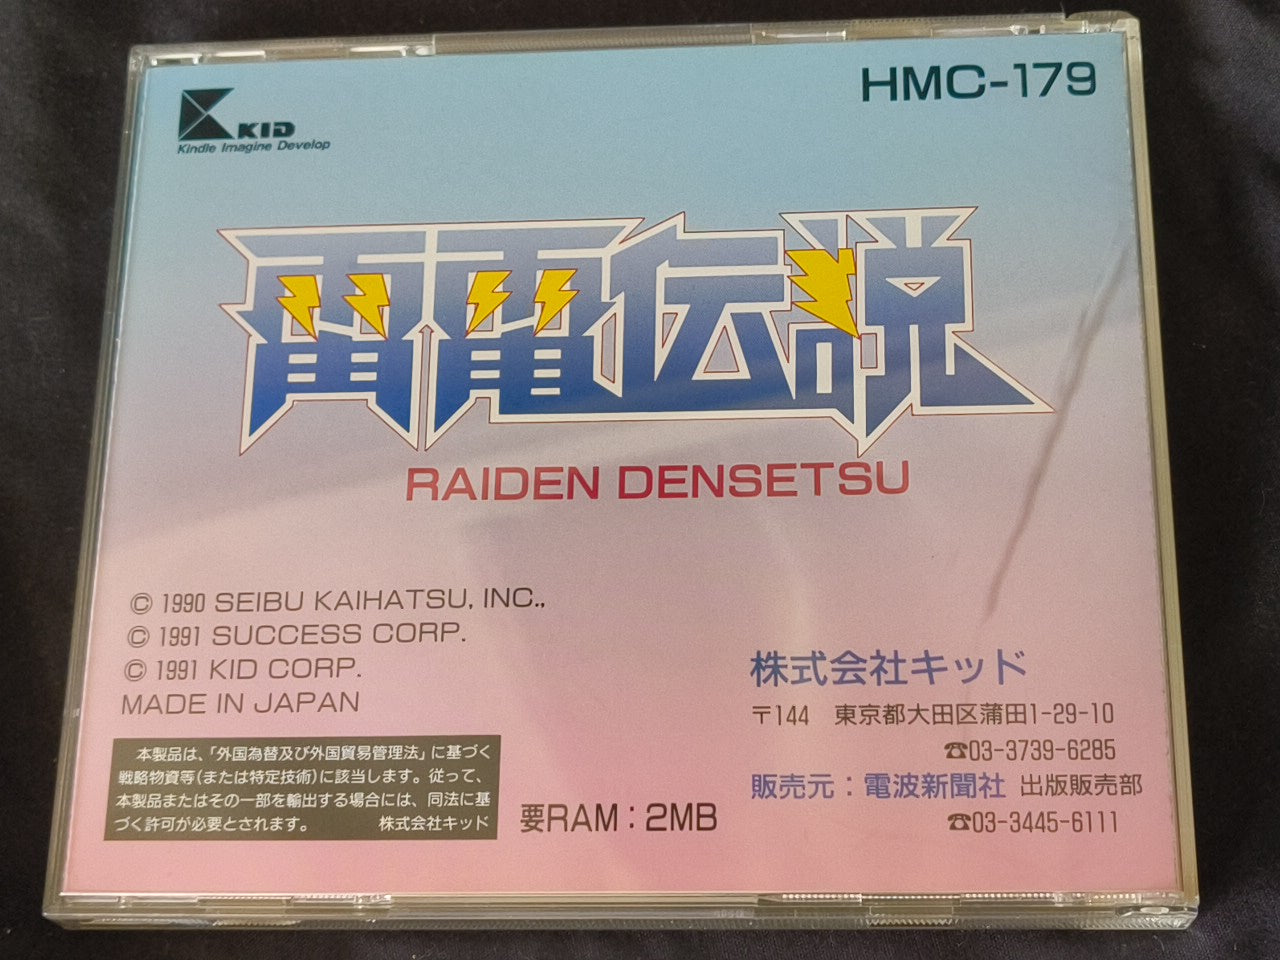 HMC-179
KID
Kindle Imagine Develop
雷電伝説
RAIDEN DENSETSU
© 1990 SEIBU KAIHATSU, INC.,
© 1991 SUCCESS CORP.
© 1991 KID CORP.
MADE IN JAPAN
本製品は、「外国為替及び外国貿易管理法」に基づく
戦略物資等(または特定技術)に該当します。従って、
本製品またはその一部を輸出する場合には、同法に基
づく許可が必要とされます。 株式会社キッド
要RAM：2MB
株式会社キッド
〒144 東京都大田区蒲田1-29-10
☎03-3739-6285
販売元：電波新聞社 出版販売部
☎03-3445-6111